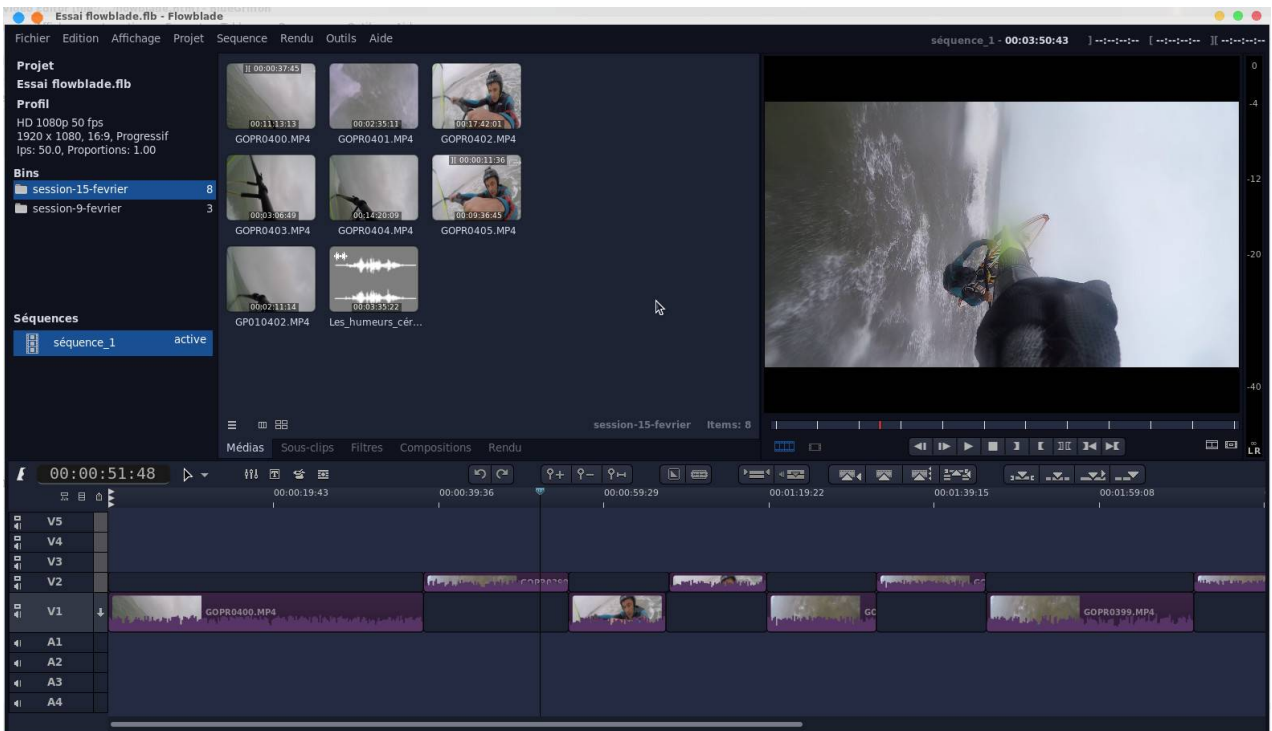 Essai flowblade.flb - Flowblade
Fichier Edition Affichage Projet Sequence Rendu Outils Aide
séquence_1 - 00:03:50:43 ] --:--:--:-- [ --:--:--:-- ][ --:--:--:--
Projet
Essai flowblade.flb
Profil
HD 1080p 50 fps
1920 x 1080, 16:9, Progressif
Ips: 50.0, Proportions: 1.00
Bins
session-15-fevrier 8
session-9-fevrier 3
Séquences
séquence_1 active
][ 00:00:37:45
00:11:13:13 00:02:35:11 00:17:42:01
GOPR0400.MP4 GOPR0401.MP4 GOPR0402.MP4
][ 00:00:11:36
00:03:06:49 00:14:20:09 00:09:36:45
GOPR0403.MP4 GOPR0404.MP4 GOPR0405.MP4
00:02:11:14 00:03:35:22
GP010402.MP4 Les_humeurs_cér...
session-15-fevrier Items: 8
Médias Sous-clips Filtres Compositions Rendu
0
-4
-12
-20
-40
LR
00:00:51:48
00:00:19:43 00:00:39:36 00:00:59:29 00:01:19:22 00:01:39:15 00:01:59:08
V5
V4
V3
V2
V1 GOPR0400.MP4 GOPR0399.MP4
A1
A2
A3
A4